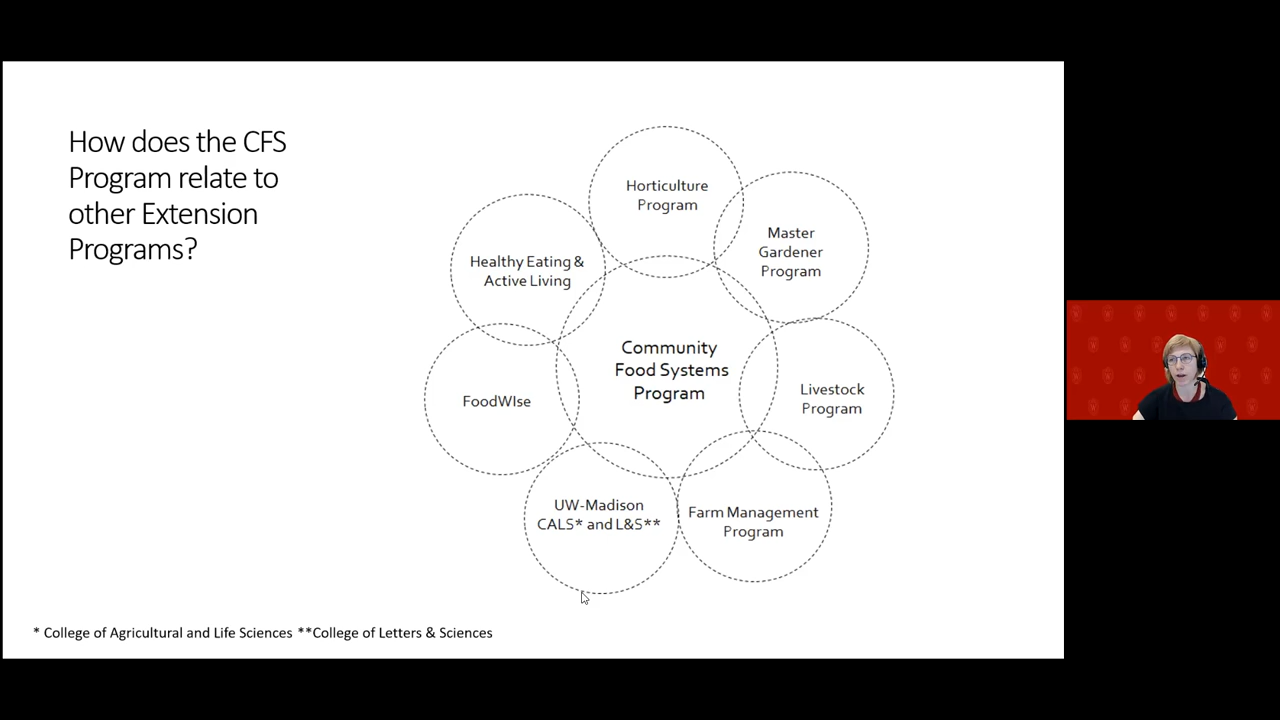 How does the CFS
Program relate to
other Extension
Programs?
Horticulture
Program
Master
Gardener
Program
Healthy Eating &
Active Living
Community
Food Systems
Program
Livestock
Program
FoodWIse
UW-Madison
CALS* and L&S**
Farm Management
Program
* College of Agricultural and Life Sciences **College of Letters & Sciences